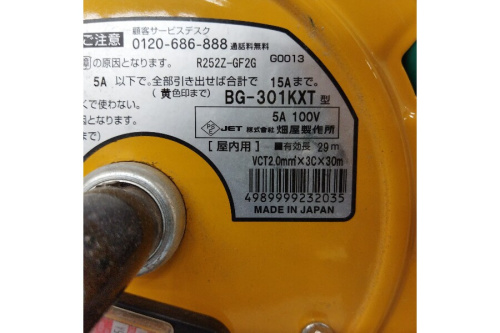 ご注意 顧客サービスデスク
0120-686-888 通話料無料
の原因となります。 R252Z-GF2G G0013
5A 以下で。全部引き出せば合計で 15Aまで。
(黄色印まで) BG-301KXT 型
くで使わない。
因となります。
5A 100V
PSE JET 株式会社 畑屋製作所
[屋内用] ■有効長 29m
VCT2.0mm²×3C×30m
4989999232035
MADE IN JAPAN